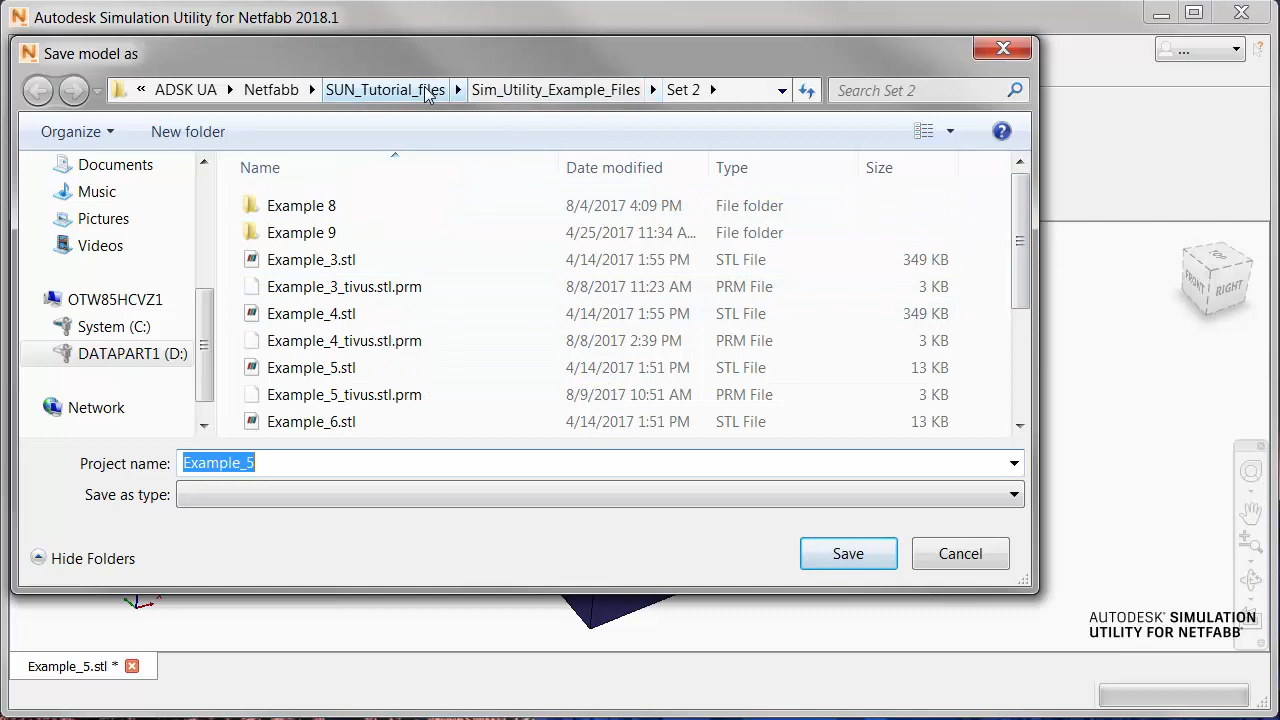 Autodesk Simulation Utility for Netfabb 2018.1
Save model as
...
« ADSK UA Netfabb SUN_Tutorial_files Sim_Utility_Example_Files Set 2
Search Set 2
Organize New folder
Documents
Music
Pictures
Videos
OTW85HCVZ1
System (C:)
DATAPART1 (D:)
Network
Name Date modified Type Size
Example 8 8/4/2017 4:09 PM File folder
Example 9 4/25/2017 11:34 A... File folder
Example_3.stl 4/14/2017 1:55 PM STL File 349 KB
Example_3_tivus.stl.prm 8/8/2017 11:23 AM PRM File 3 KB
Example_4.stl 4/14/2017 1:55 PM STL File 349 KB
Example_4_tivus.stl.prm 8/8/2017 2:39 PM PRM File 3 KB
Example_5.stl 4/14/2017 1:51 PM STL File 13 KB
Example_5_tivus.stl.prm 8/9/2017 10:51 AM PRM File 3 KB
Example_6.stl 4/14/2017 1:51 PM STL File 13 KB
TOP
FRONT
RIGHT
Project name: Example_5
Save as type:
Hide Folders
Save
Cancel
AUTODESK® SIMULATION
UTILITY FOR NETFABB®
Example_5.stl *